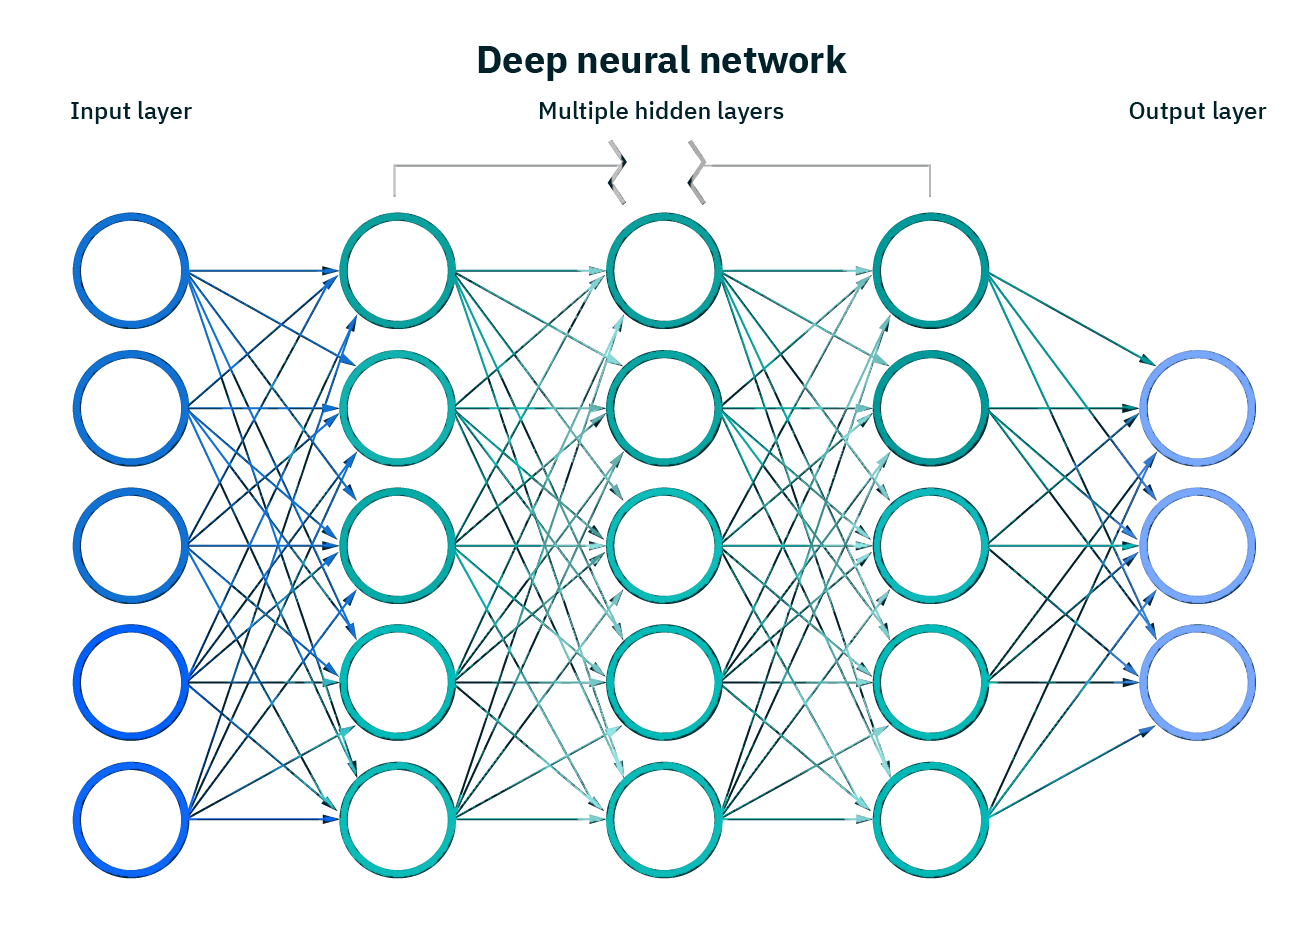 Deep neural network
Input layer
Multiple hidden layers
Output layer